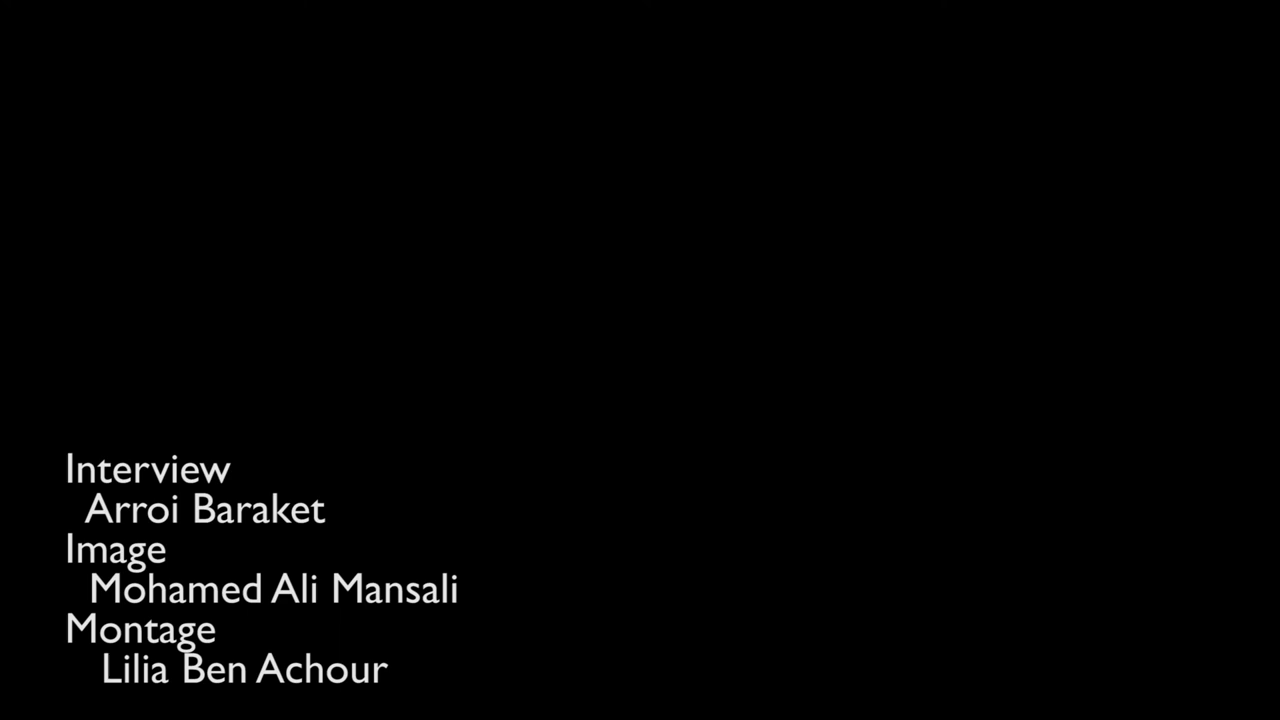 Interview
Arroi Baraket
Image
Mohamed Ali Mansali
Montage
Lilia Ben Achour